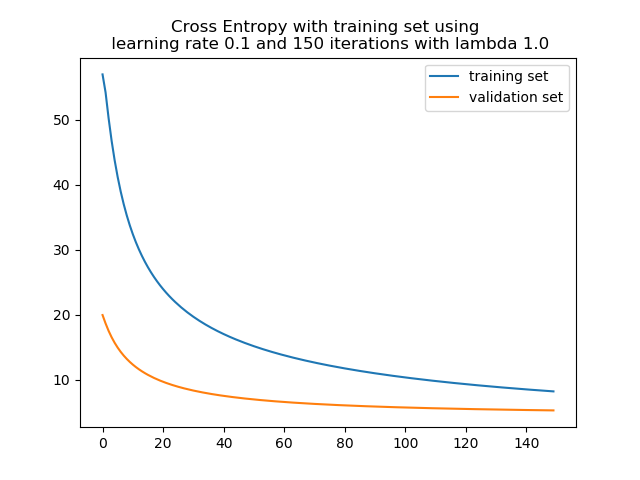 Cross Entropy with training set using
learning rate 0.1 and 150 iterations with lambda 1.0
training set
validation set
50
40
30
20
10
0 20 40 60 80 100 120 140